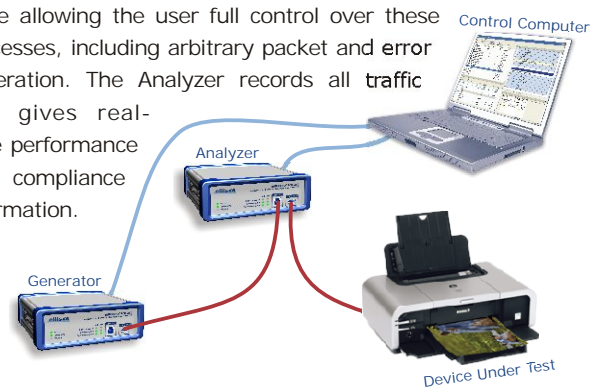 e allowing the user full control over these
cesses, including arbitrary packet and error
eration. The Analyzer records all traffic
gives real-
e performance
compliance
rmation.
Control Computer
Analyzer
Generator
Device Under Test